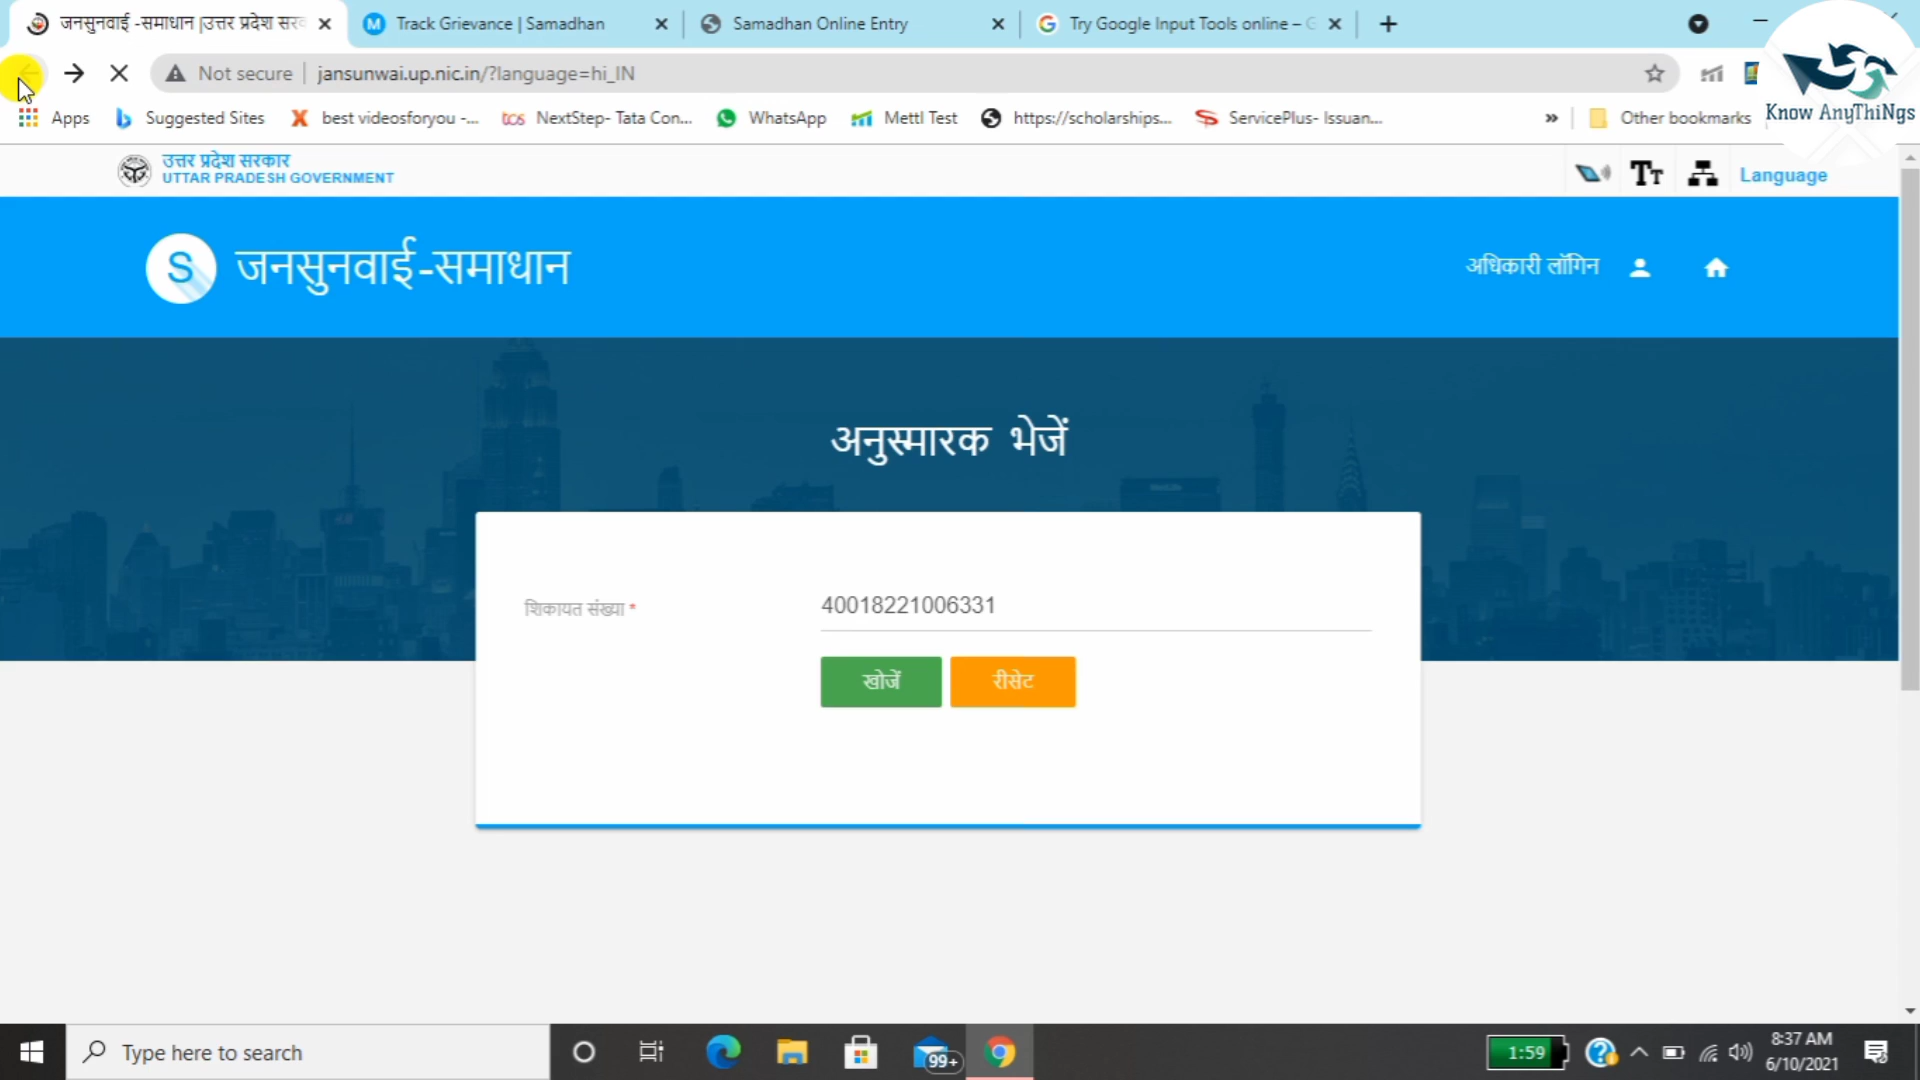 जनसुनवाई -समाधान |उत्तर प्रदेश सर
Track Grievance | Samadhan
Samadhan Online Entry
Try Google Input Tools online – G
Not secure
jansunwai.up.nic.in/?language=hi_IN
Know AnyThiNgs
Apps
Suggested Sites
best videosforyou -...
tcs
NextStep- Tata Con...
WhatsApp
Mettl Test
https://scholarships...
ServicePlus- Issuan...
»
Other bookmarks
उत्तर प्रदेश सरकार
UTTAR PRADESH GOVERNMENT
Tт
Language
S
जनसुनवाई-समाधान
अधिकारी लॉगिन
अनुस्मारक भेजें
शिकायत संख्या *
40018221006331
खोजें
रीसेट
Type here to search
99+
1:59
8:37 AM
6/10/2021